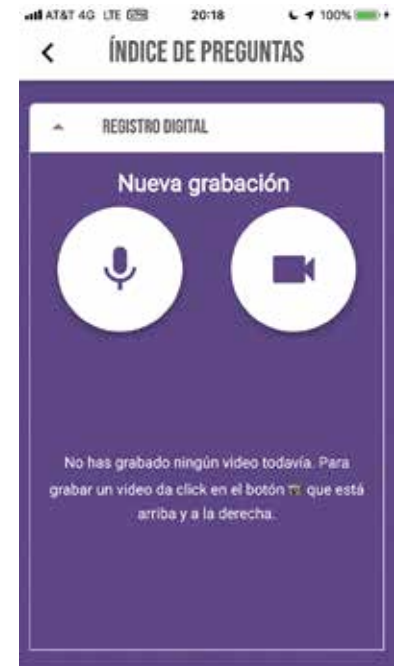 AT&T 4G LTE 20:18 100%
ÍNDICE DE PREGUNTAS
REGISTRO DIGITAL
Nueva grabación
No has grabado ningún video todavía. Para
grabar un video da click en el botón que está
arriba y a la derecha.